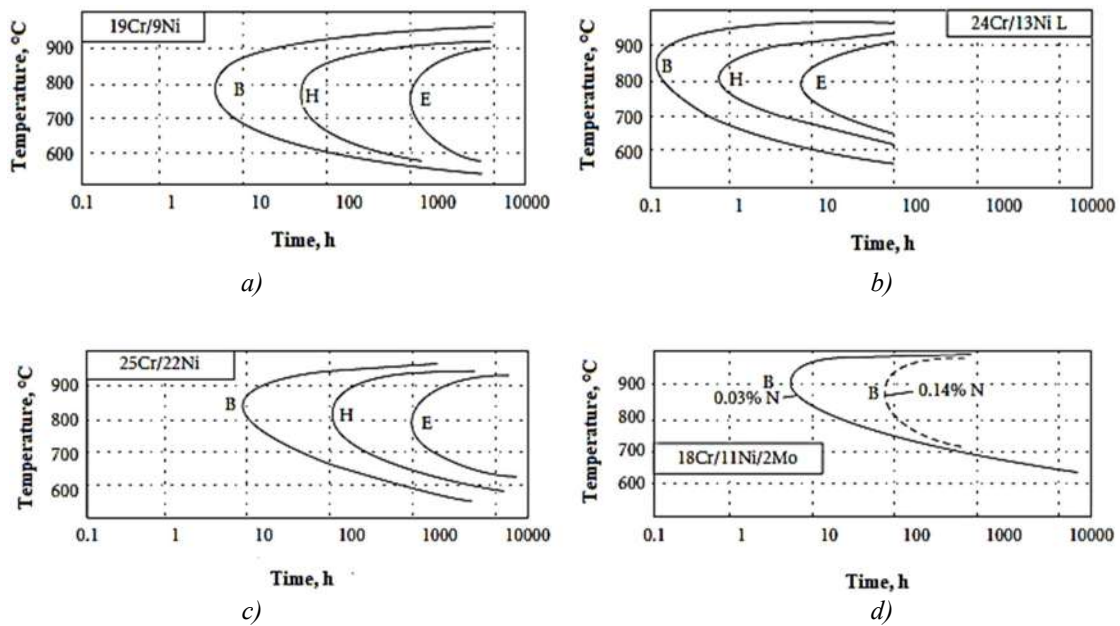 19Cr/9Ni
Temperature, °C
900
800
700
600
B
H
E
0.1 1 10 100 1000 10000
Time, h
a)
24Cr/13Ni L
Temperature, °C
900
800
700
600
B
H
E
0.1 1 10 100 1000 10000
Time, h
b)
25Cr/22Ni
Temperature, °C
900
800
700
600
B
H
E
0.1 1 10 100 1000 10000
Time, h
c)
Temperature, °C
900
800
700
600
B
0.03% N
B
0.14% N
18Cr/11Ni/2Mo
0.1 1 10 100 1000 10000
Time, h
d)